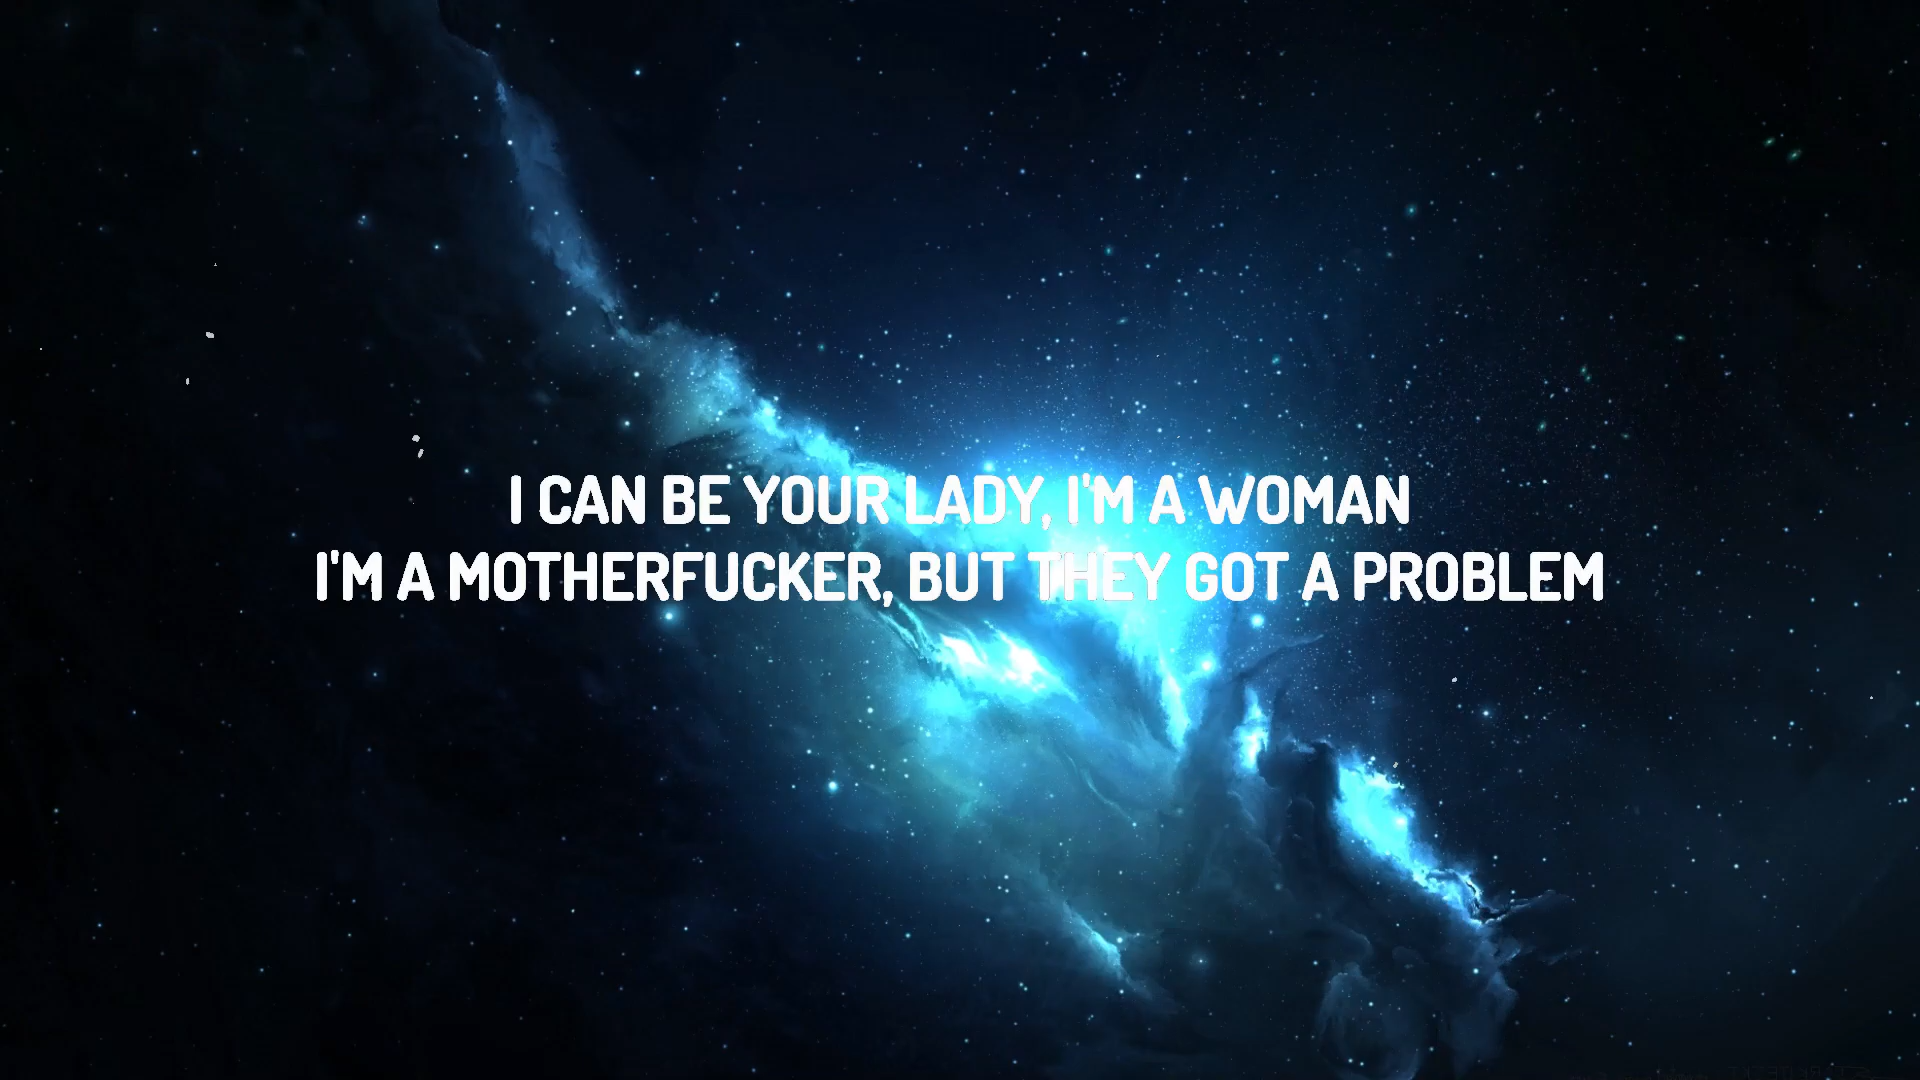 I CAN BE YOUR LADY, I'M A WOMAN
I'M A MOTHERFUCKER, BUT THEY GOT A PROBLEM